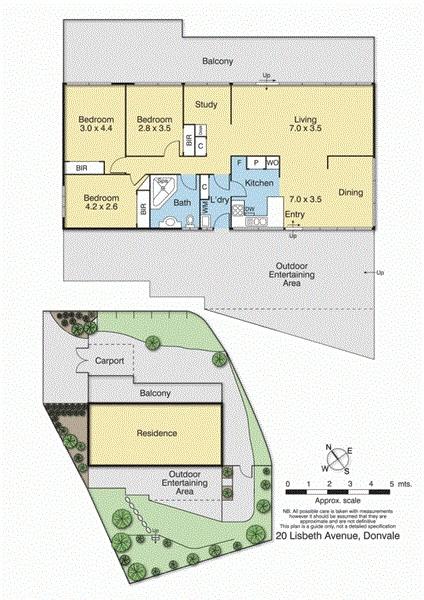 Balcony
Up
Bedroom
3.0 x 4.4
Bedroom
2.8 x 3.5
Study
Living
7.0 x 3.5
BIR
C
BIR
F
P
WO
Bedroom
4.2 x 2.6
BIR
Spa
Bath
C
L'dry
WM
Kitchen
DW
7.0 x 3.5
Dining
Entry
Up
Outdoor
Entertaining
Area
Up
Carport
Balcony
Residence
Outdoor
Entertaining
Area
N
E
W
S
0 1 2 3 4 5 mts.
Approx. scale
NB. All possible care is taken with measurements
however it should be assumed that they are
approximate and are not definitive
This plan is a guide only, not a detailed specification
20 Lisbeth Avenue, Donvale